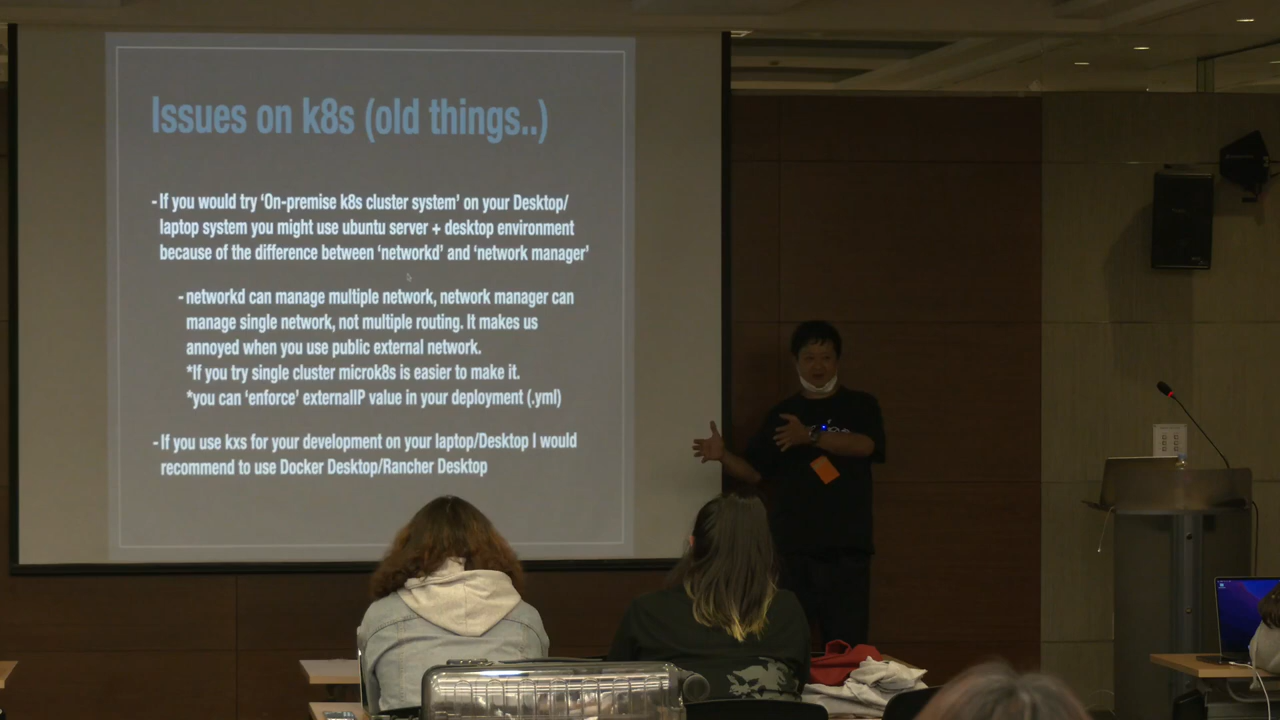 Issues on k8s (old things..)
- If you would try ‘On-premise k8s cluster system’ on your Desktop/
laptop system you might use ubuntu server + desktop environment
because of the difference between ‘networkd’ and ‘network manager’
- networkd can manage multiple network, network manager can
manage single network, not multiple routing. It makes us
annoyed when you use public external network.
*If you try single cluster microk8s is easier to make it.
*you can ‘enforce’ externalIP value in your deployment (.yml)
- If you use kxs for your development on your laptop/Desktop I would
recommend to use Docker Desktop/Rancher Desktop